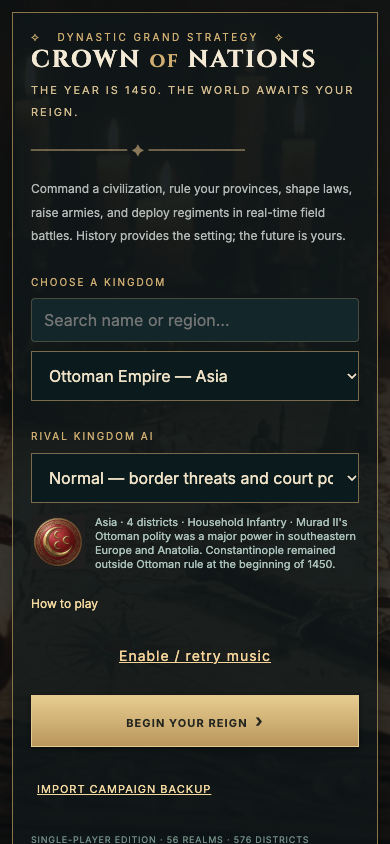 DYNASTIC GRAND STRATEGY
CROWN OF NATIONS
THE YEAR IS 1450. THE WORLD AWAITS YOUR
REIGN.
Command a civilization, rule your provinces, shape laws,
raise armies, and deploy regiments in real-time field
battles. History provides the setting; the future is yours.
CHOOSE A KINGDOM
Search name or region...
Ottoman Empire — Asia
RIVAL KINGDOM AI
Normal — border threats and court po
Asia · 4 districts · Household Infantry · Murad II's
Ottoman polity was a major power in southeastern
Europe and Anatolia. Constantinople remained
outside Ottoman rule at the beginning of 1450.
How to play
Enable / retry music
BEGIN YOUR REIGN ›
IMPORT CAMPAIGN BACKUP
SINGLE-PLAYER EDITION · 56 REALMS · 576 DISTRICTS